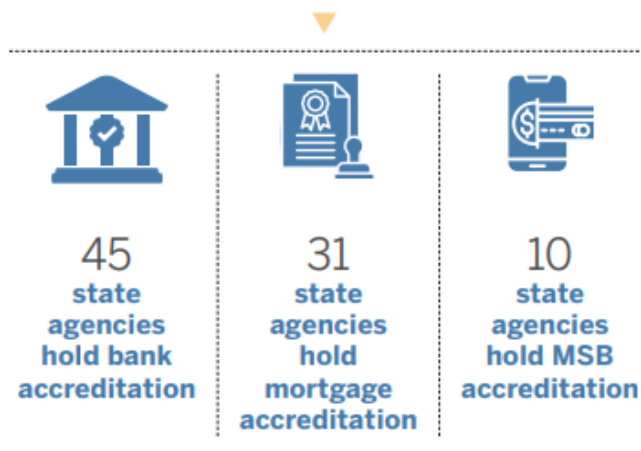 45
state
agencies
hold bank
accreditation
31
state
agencies
hold
mortgage
accreditation
10
state
agencies
hold MSB
accreditation